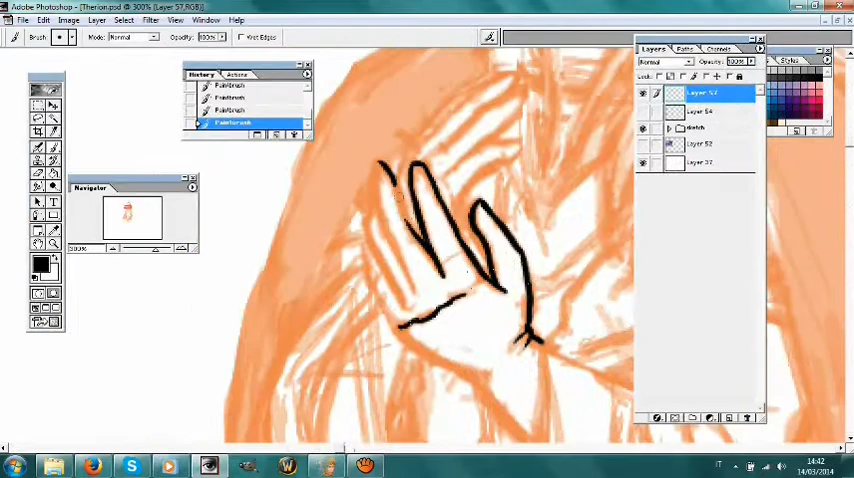 Adobe Photoshop - [Therion.psd @ 300% (Layer 57,RGB)]
File Edit Image Layer Select Filter View Window Help
Brush: Mode: Normal Opacity: 100% Wet Edges
History Actions
Paintbrush
Paintbrush
Paintbrush
Paintbrush
Navigator
300%
Layers Paths Channels
Normal Opacity: 100%
Lock:
Layer 57
Layer 54
sketch
Layer 52
Layer 37
Styles
IT
14:42
14/03/2014